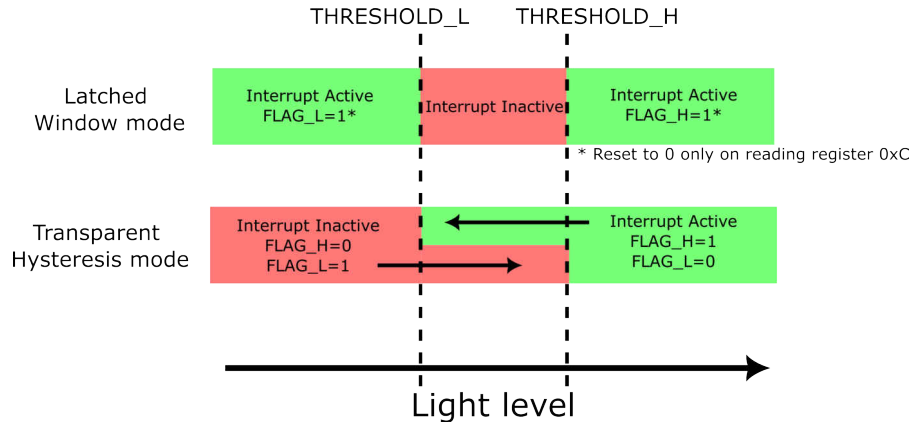 THRESHOLD_L THRESHOLD_H
Latched
Window mode
Interrupt Active
FLAG_L=1*
Interrupt Inactive
Interrupt Active
FLAG_H=1*
* Reset to 0 only on reading register 0xC
Transparent
Hysteresis mode
Interrupt Inactive
FLAG_H=0
FLAG_L=1
Interrupt Active
FLAG_H=1
FLAG_L=0
Light level